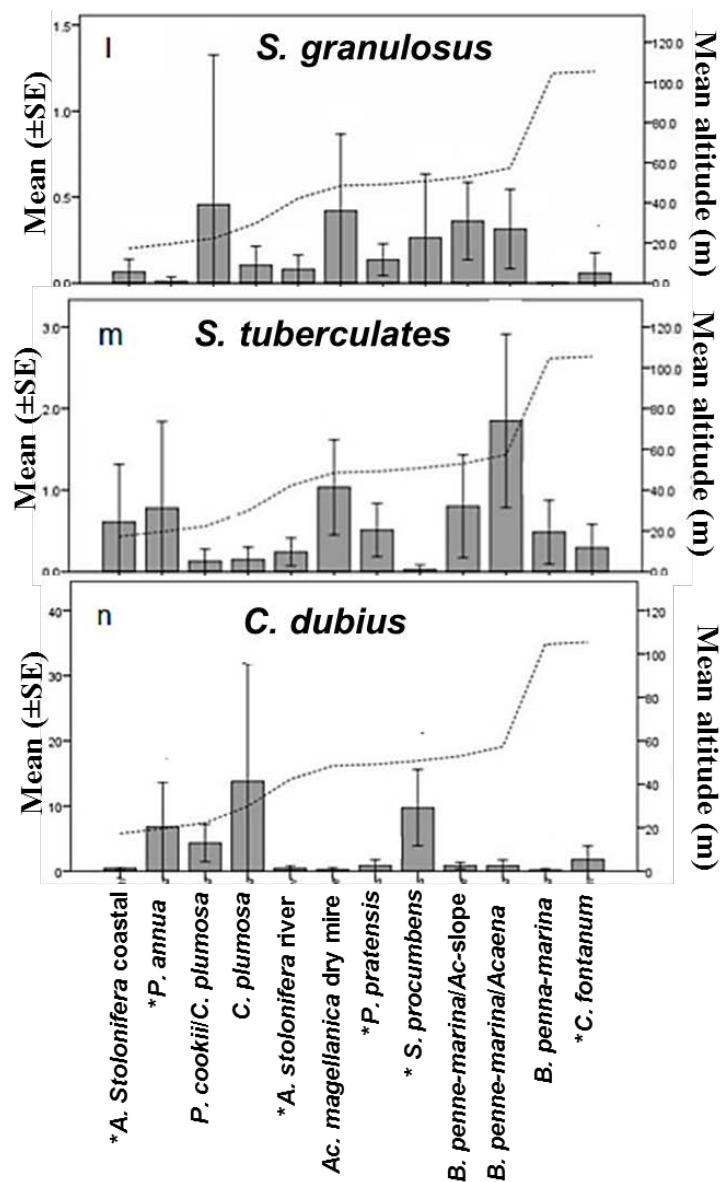 l
S. granulosus
Mean (±SE)
1.5
1.0
0.5
0.0
120.0
100.0
80.0
60.0
40.0
20.0
0.0
Mean altitude (m)
m
S. tuberculates
Mean (±SE)
3.0
2.0
1.0
0.0
120.0
100.0
80.0
60.0
40.0
20.0
0.0
Mean altitude (m)
n
C. dubius
Mean (±SE)
40
30
20
10
0
120
100
80
60
40
20
0
Mean altitude (m)
*A. Stolonifera coastal
*P. annua
P. cookii/C. plumosa
C. plumosa
*A. stolonifera river
Ac. magellanica dry mire
*P. pratensis
* S. procumbens
B. penne-marina/Ac-slope
B. penne-marina/Acaena
B. penna-marina
*C. fontanum